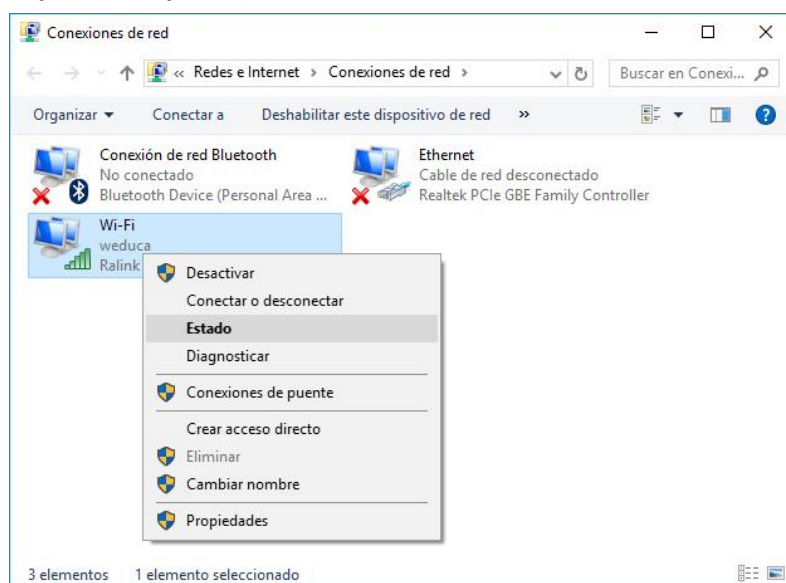 Conexiones de red
« Redes e Internet › Conexiones de red ›
Buscar en Conexi...
Organizar Conectar a Deshabilitar este dispositivo de red »
Conexión de red Bluetooth
No conectado
Bluetooth Device (Personal Area ...
Ethernet
Cable de red desconectado
Realtek PCIe GBE Family Controller
Wi-Fi
weduca
Ralink
Desactivar
Conectar o desconectar
Estado
Diagnosticar
Conexiones de puente
Crear acceso directo
Eliminar
Cambiar nombre
Propiedades
3 elementos 1 elemento seleccionado